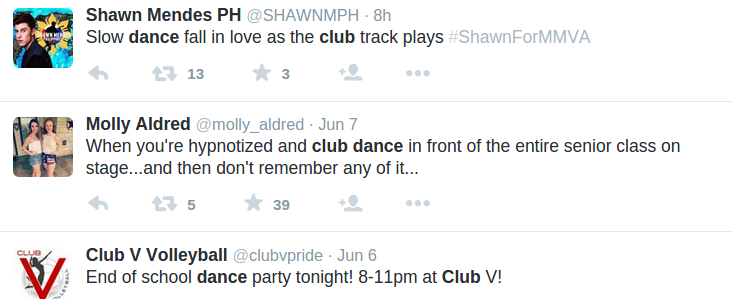 Shawn Mendes PH @SHAWNMPH · 8h
Slow dance fall in love as the club track plays #ShawnForMMVA
13 3
Molly Aldred @molly_aldred · Jun 7
When you're hypnotized and club dance in front of the entire senior class on
stage...and then don't remember any of it...
5 39
Club V Volleyball @clubvpride · Jun 6
End of school dance party tonight! 8-11pm at Club V!
CLUB
V